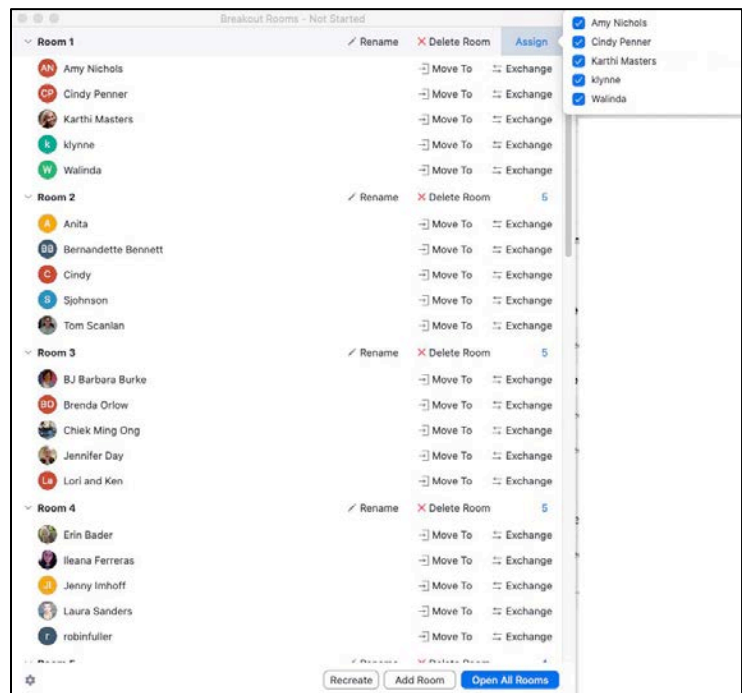 Breakout Rooms - Not Started
Room 1 Rename Delete Room Assign
AN Amy Nichols Move To Exchange
CP Cindy Penner Move To Exchange
Karthi Masters Move To Exchange
k klynne Move To Exchange
W Walinda Move To Exchange
Amy Nichols
Cindy Penner
Karthi Masters
klynne
Walinda
Room 2 Rename Delete Room 5
A Anita Move To Exchange
BB Bernandette Bennett Move To Exchange
C Cindy Move To Exchange
S Sjohnson Move To Exchange
Tom Scanlan Move To Exchange
Room 3 Rename Delete Room 5
BJ Barbara Burke Move To Exchange
BO Brenda Orlow Move To Exchange
Chiek Ming Ong Move To Exchange
Jennifer Day Move To Exchange
La Lori and Ken Move To Exchange
Room 4 Rename Delete Room 5
Erin Bader Move To Exchange
Ileana Ferreras Move To Exchange
JI Jenny Imhoff Move To Exchange
Laura Sanders Move To Exchange
r robinfuller Move To Exchange
Recreate Add Room Open All Rooms